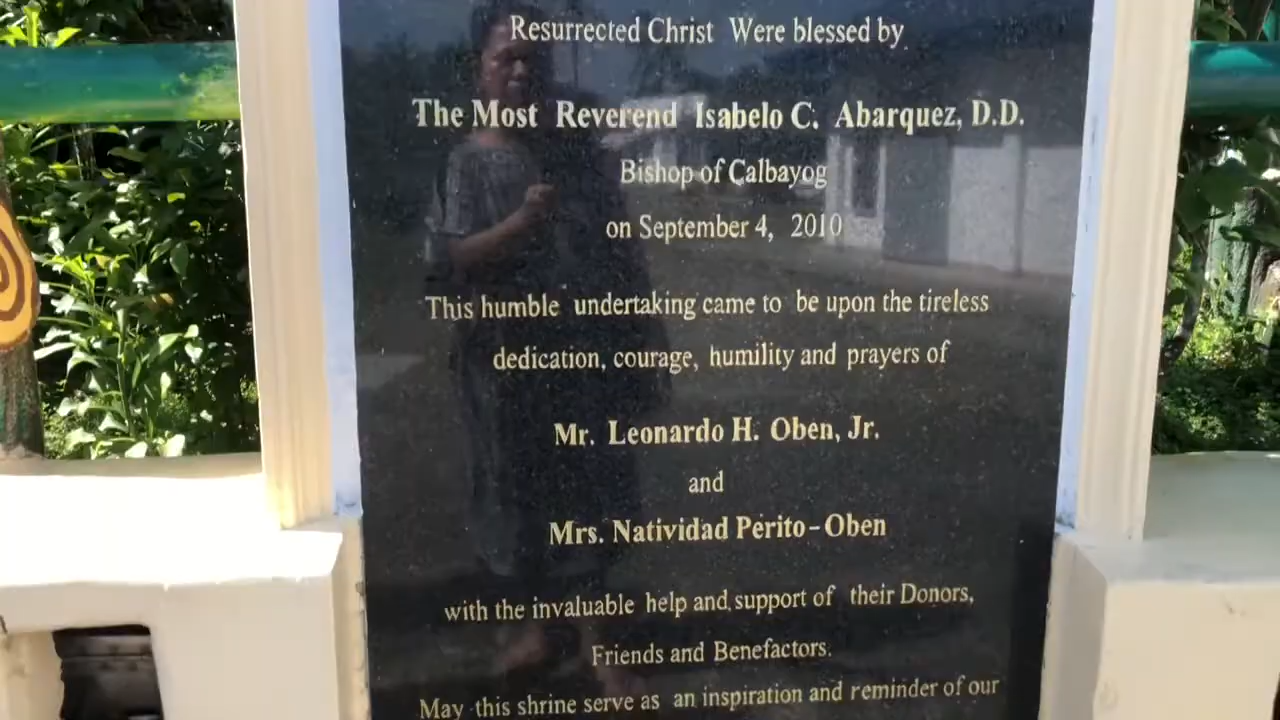 Resurrected Christ Were blessed by
The Most Reverend Isabelo C. Abarquez, D.D.
Bishop of Calbayog
on September 4, 2010
This humble undertaking came to be upon the tireless
dedication, courage, humility and prayers of
Mr. Leonardo H. Oben, Jr.
and
Mrs. Natividad Perito-Oben
with the invaluable help and support of their Donors,
Friends and Benefactors.
May this shrine serve as an inspiration and reminder of our